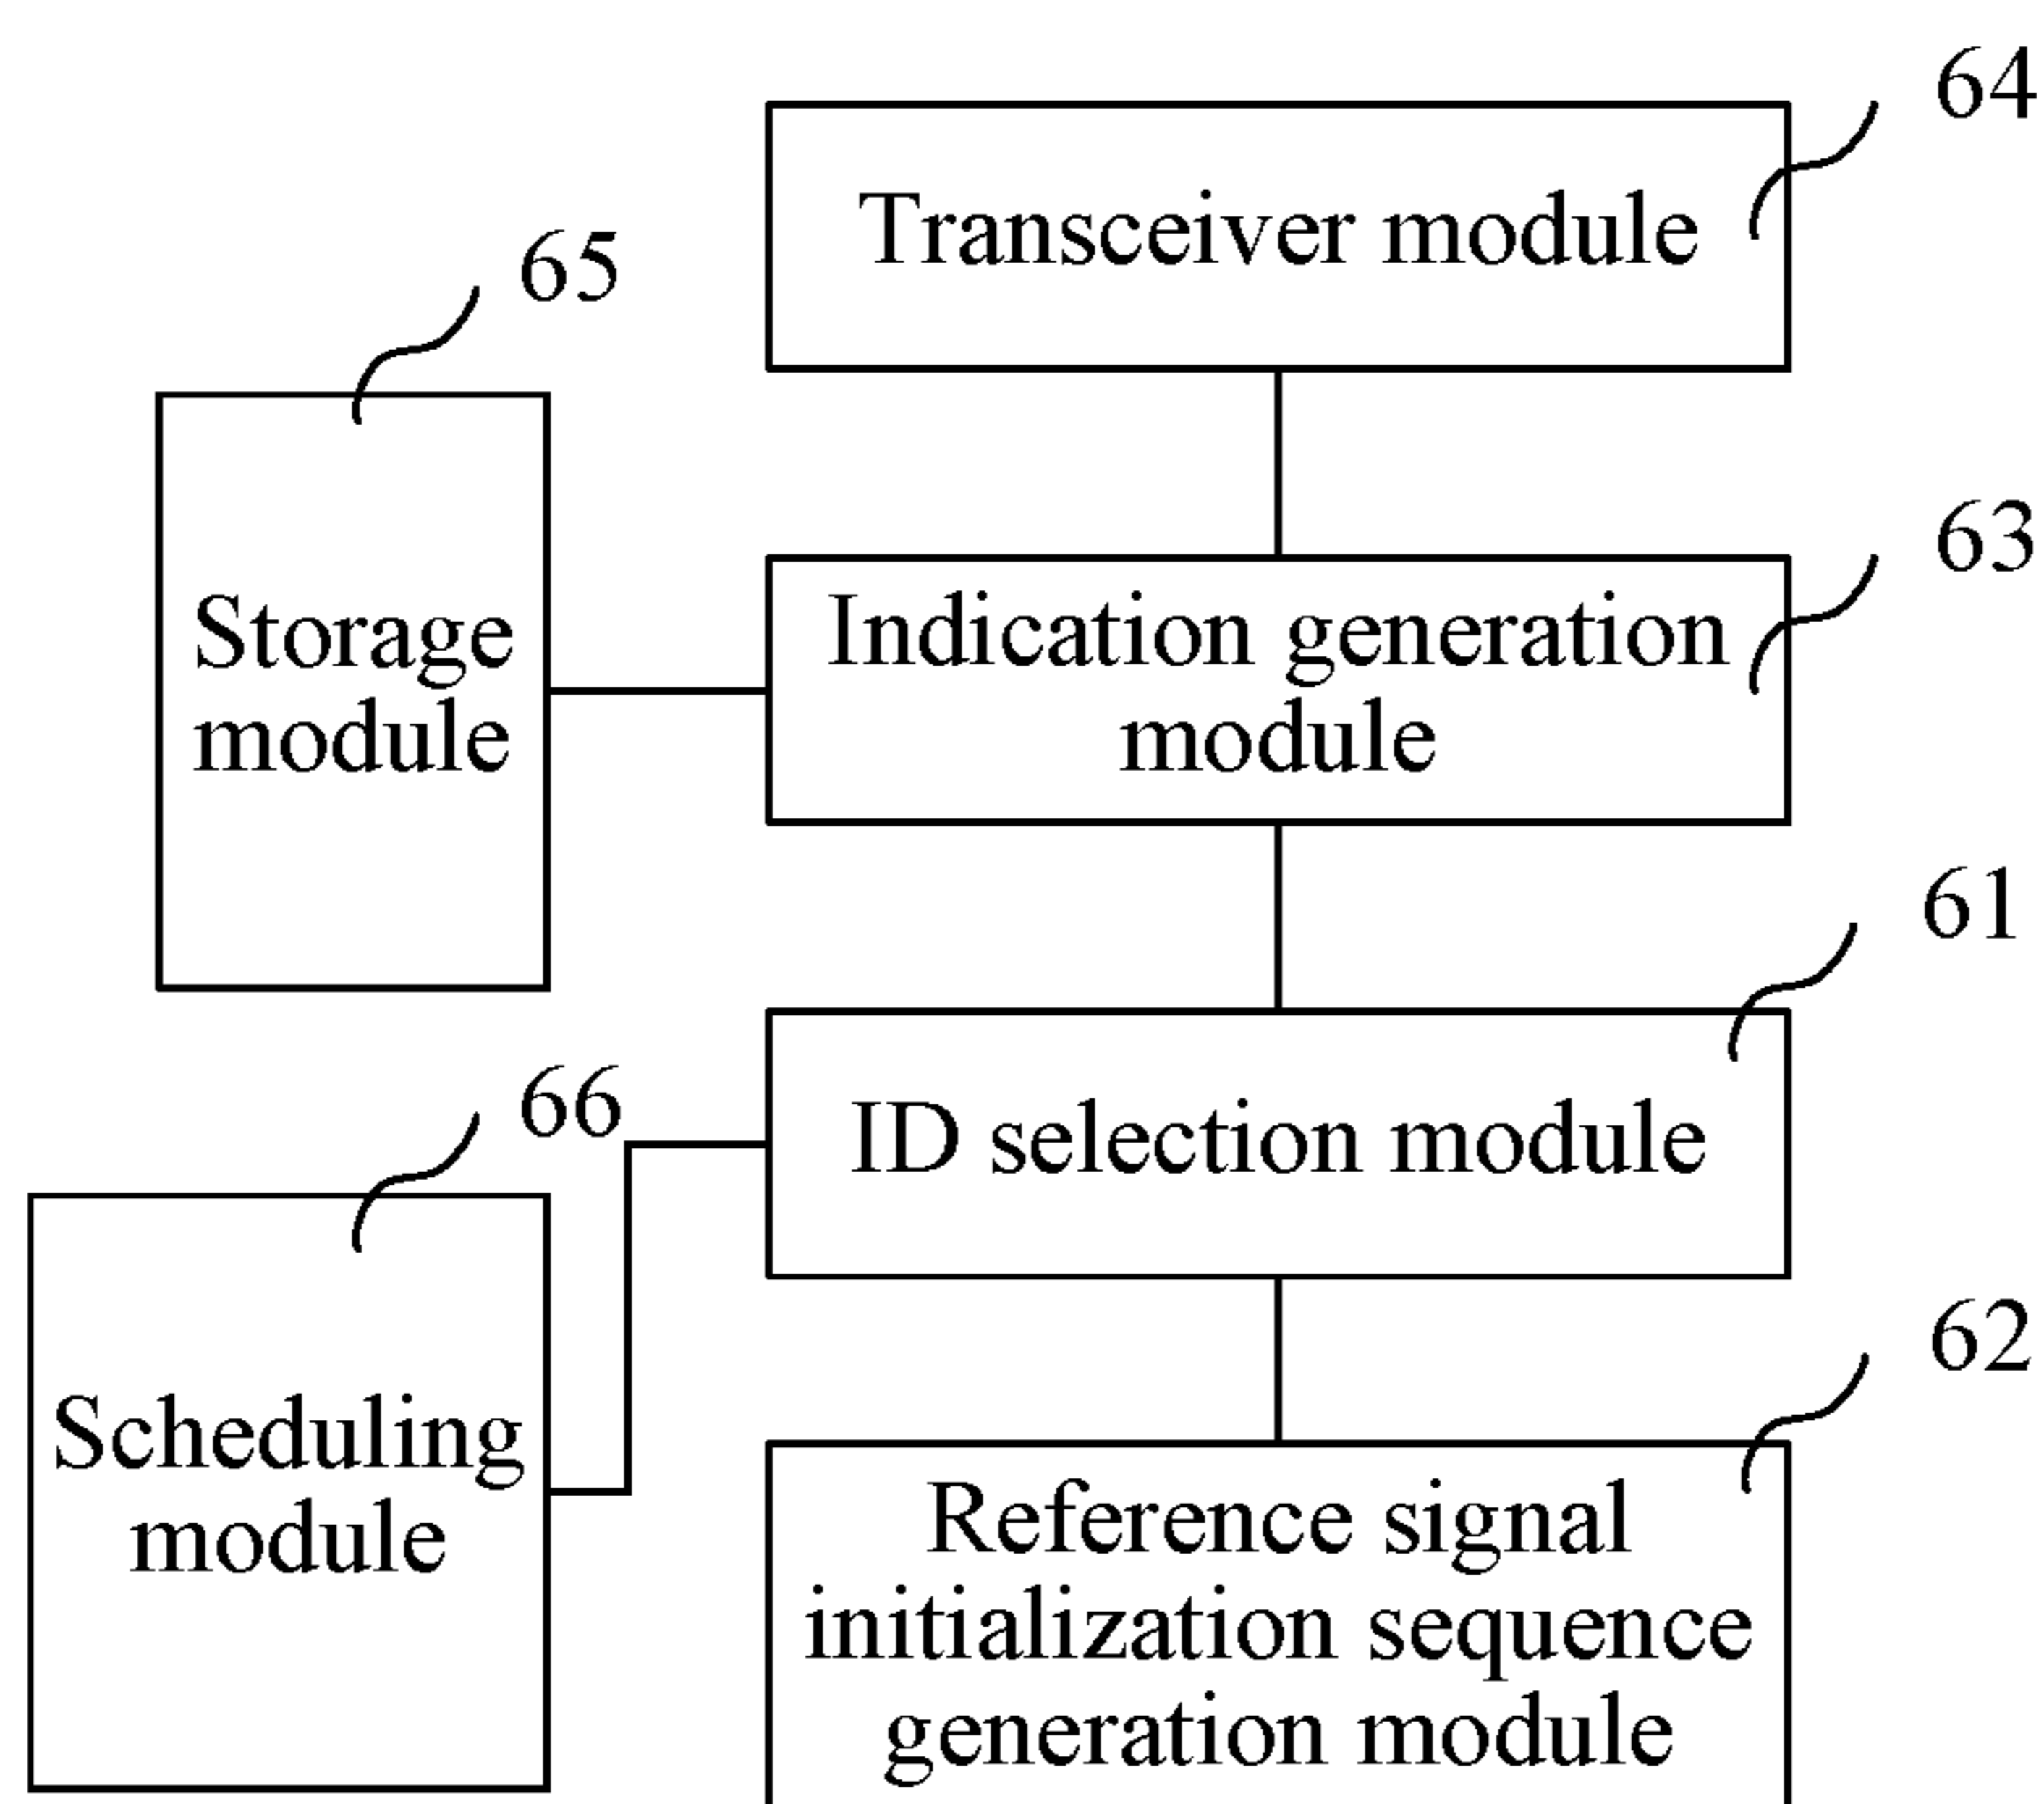 64
Transceiver module
65
Storage
module
63
Indication generation
module
61
ID selection module
66
Scheduling
module
62
Reference signal
initialization sequence
generation module